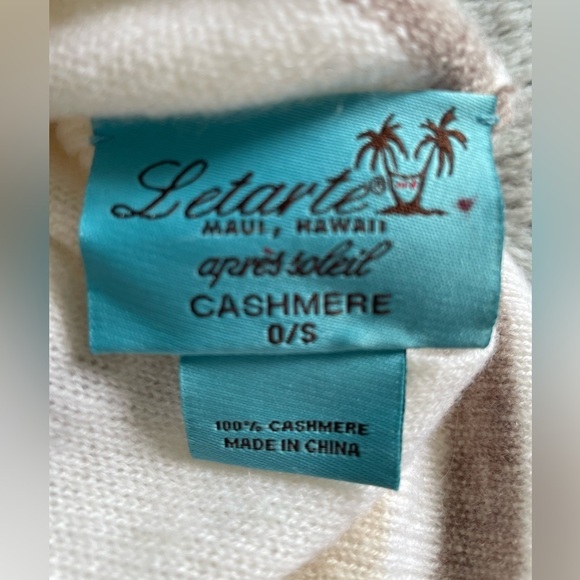 Letarte®
MAUI, HAWAII
après soleil
CASHMERE
O/S
100% CASHMERE
MADE IN CHINA